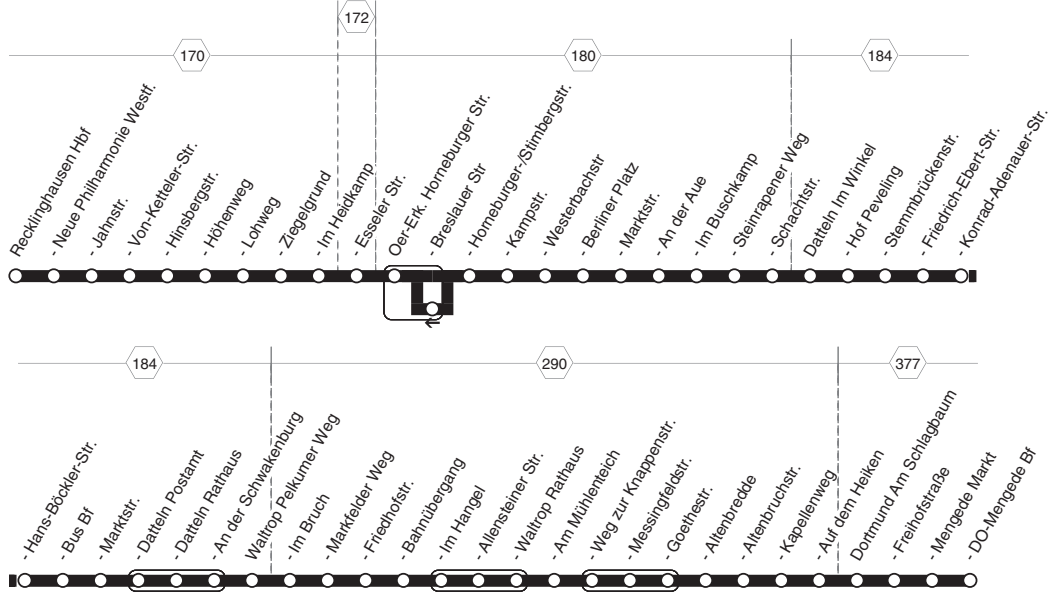 172
170
180
184
Recklinghausen Hbf
- Neue Philharmonie Westf.
- Jahnstr.
- Von-Ketteler-Str.
- Hinsbergstr.
- Höhenweg
- Lohweg
- Ziegelgrund
- Im Heidkamp
- Esseler Str.
Oer-Erk. Horneburger Str.
- Breslauer Str
- Horneburger-/Stimbergstr.
- Kampstr.
- Westerbachstr
- Berliner Platz
- Marktstr.
- An der Aue
- Im Buschkamp
- Steinrapener Weg
- Schachtstr.
Datteln Im Winkel
- Hof Peveling
- Stemmbrückenstr.
- Friedrich-Ebert-Str.
- Konrad-Adenauer-Str.
184
290
377
- Hans-Böckler-Str.
- Bus Bf
- Marktstr.
- Datteln Postamt
- Datteln Rathaus
- An der Schwakenburg
Waltrop Pelkumer Weg
- Im Bruch
- Markfelder Weg
- Friedhofstr.
- Bahnübergang
- Im Hangel
- Allensteiner Str.
- Waltrop Rathaus
- Am Mühlenteich
- Weg zur Knappenstr.
- Messingfeldstr.
- Goethestr.
- Altenbredde
- Altenbruchstr.
- Kapellenweg
- Auf dem Heiken
Dortmund Am Schlagbaum
- Freihofstraße
- Mengede Markt
- DO-Mengede Bf